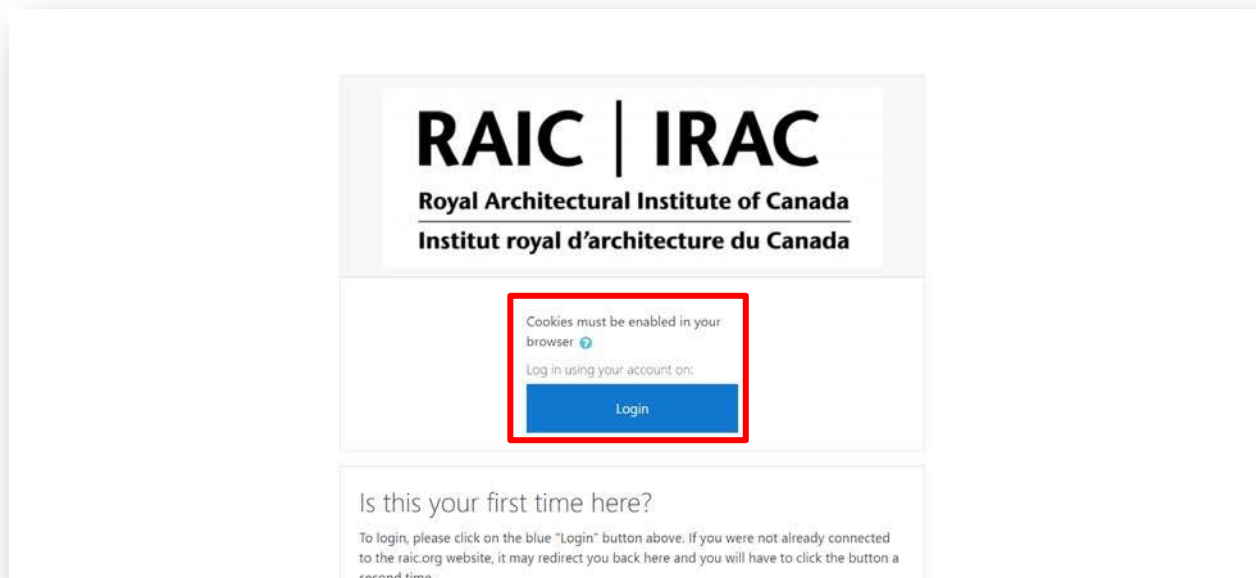 RAIC | IRAC
Royal Architectural Institute of Canada
Institut royal d'architecture du Canada
Cookies must be enabled in your
browser
Log in using your account on:
Login
Is this your first time here?
To login, please click on the blue "Login" button above. If you were not already connected
to the raic.org website, it may redirect you back here and you will have to click the button a
second time.